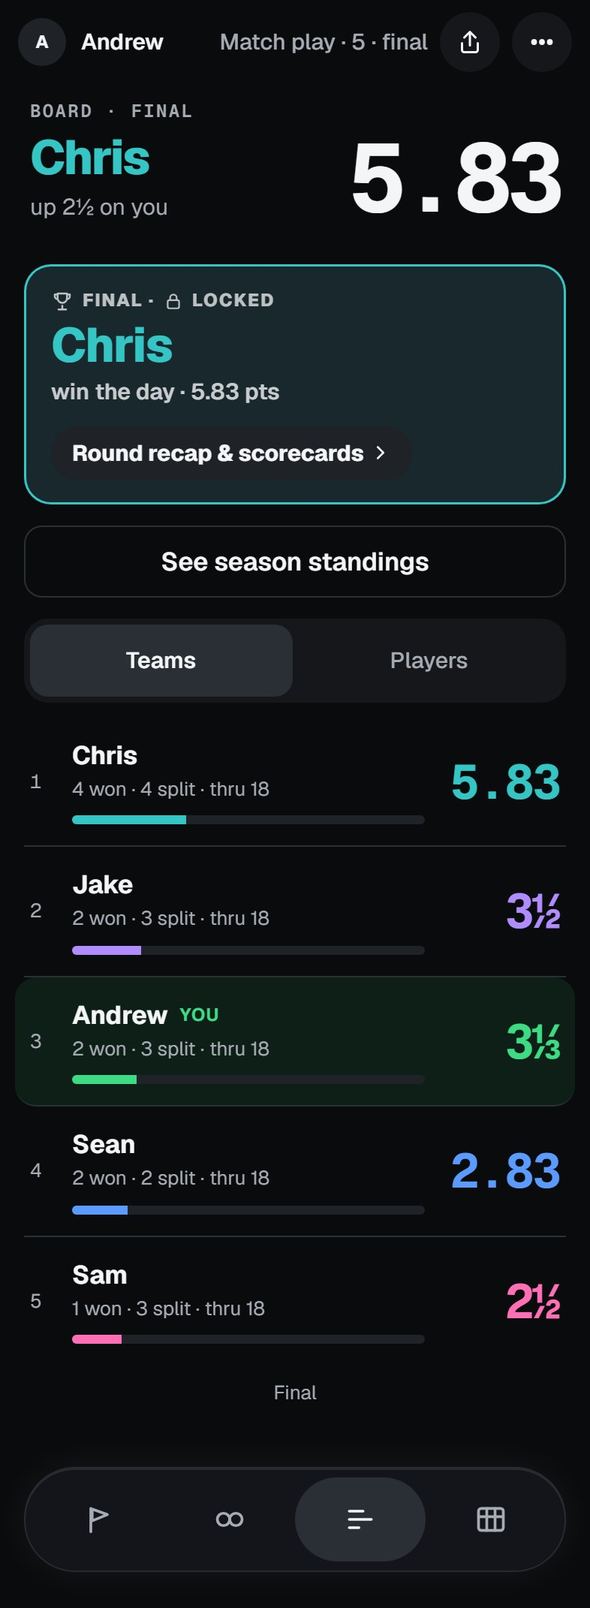 A Andrew Match play · 5 · final
BOARD · FINAL
Chris 5.83
up 2½ on you
FINAL · LOCKED
Chris
win the day · 5.83 pts
Round recap & scorecards
See season standings
Teams Players
1 Chris 5.83
4 won · 4 split · thru 18
2 Jake 3½
2 won · 3 split · thru 18
3 Andrew YOU 3⅓
2 won · 3 split · thru 18
4 Sean 2.83
2 won · 2 split · thru 18
5 Sam 2½
1 won · 3 split · thru 18
Final